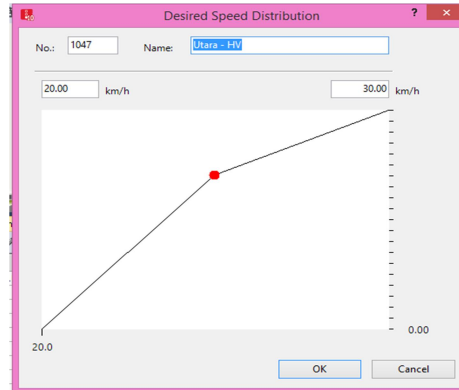 Desired Speed Distribution ? ×
No.: 1047 Name: Utara - HV
20.00 km/h 30.00 km/h
0.00
20.0
OK Cancel